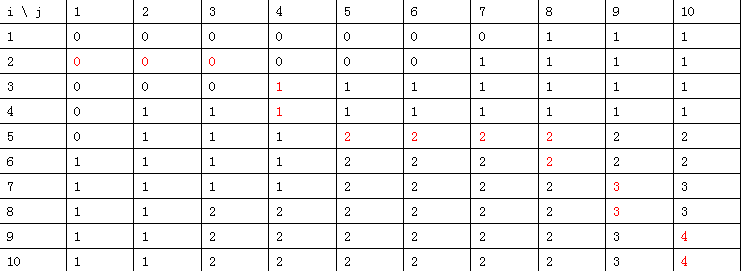 i \ j 1 2 3 4 5 6 7 8 9 10
1 0 0 0 0 0 0 0 1 1 1
2 0 0 0 0 0 0 1 1 1 1
3 0 0 0 1 1 1 1 1 1 1
4 0 1 1 1 1 1 1 1 1 1
5 0 1 1 1 2 2 2 2 2 2
6 1 1 1 1 2 2 2 2 2 2
7 1 1 1 1 2 2 2 2 3 3
8 1 1 2 2 2 2 2 2 3 3
9 1 1 2 2 2 2 2 2 3 4
10 1 1 2 2 2 2 2 2 3 4